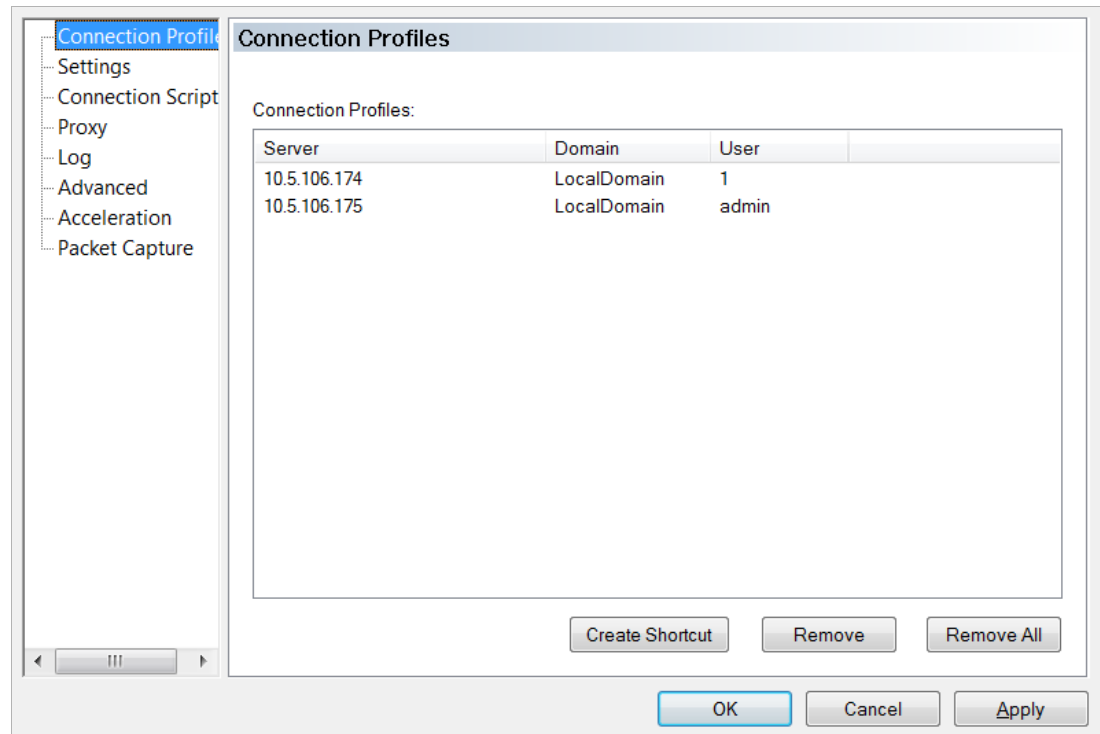 Connection Profile
Settings
Connection Script
Proxy
Log
Advanced
Acceleration
Packet Capture
Connection Profiles
Connection Profiles:
Server Domain User
10.5.106.174 LocalDomain 1
10.5.106.175 LocalDomain admin
Create Shortcut Remove Remove All
OK Cancel Apply